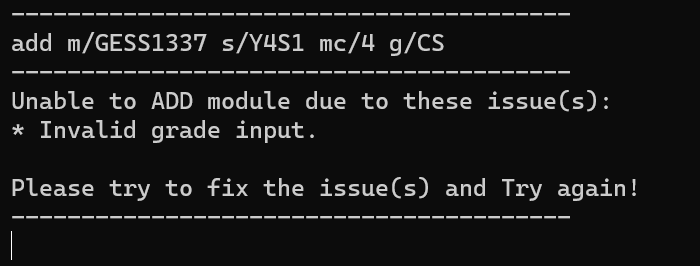 ----------------------------------------
add m/GESS1337 s/Y4S1 mc/4 g/CS
----------------------------------------
Unable to ADD module due to these issue(s):
* Invalid grade input.
Please try to fix the issue(s) and Try again!
----------------------------------------